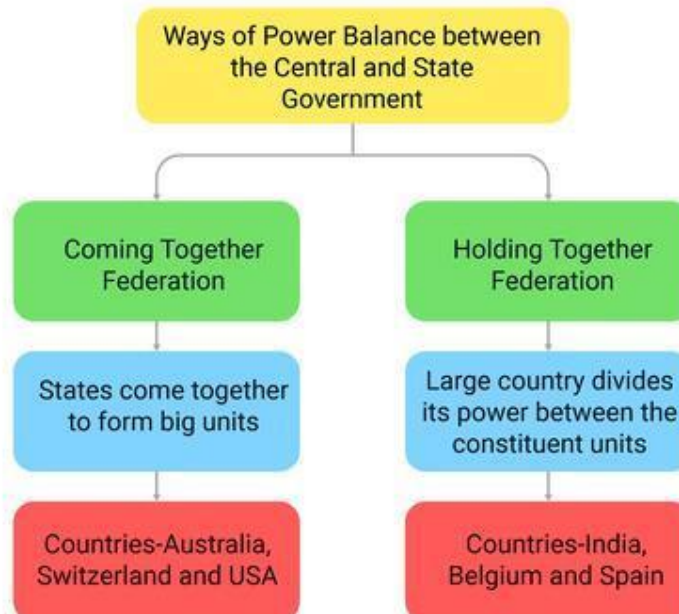 Ways of Power Balance between
the Central and State
Government
Coming Together
Federation
Holding Together
Federation
States come together
to form big units
Large country divides
its power between the
constituent units
Countries-Australia,
Switzerland and USA
Countries-India,
Belgium and Spain